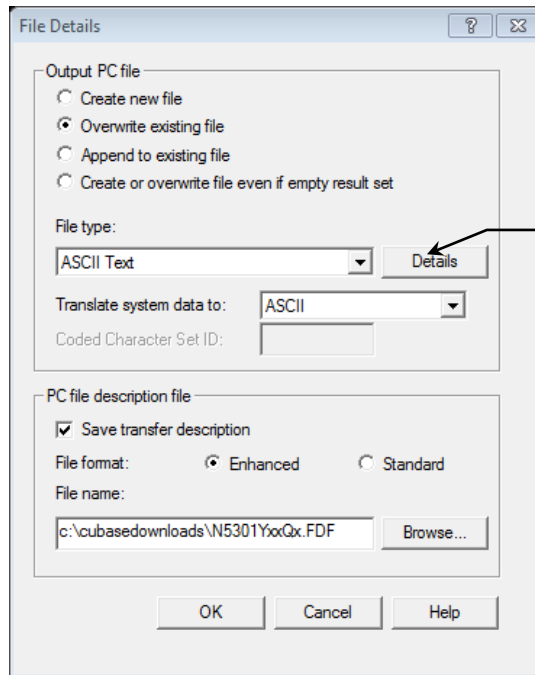 File Details
Output PC file
Create new file
Overwrite existing file
Append to existing file
Create or overwrite file even if empty result set
File type:
ASCII Text Details
Translate system data to: ASCII
Coded Character Set ID:
PC file description file
Save transfer description
File format: Enhanced Standard
File name:
c:\cubasedownloads\N5301YxxQx.FDF Browse...
OK Cancel Help